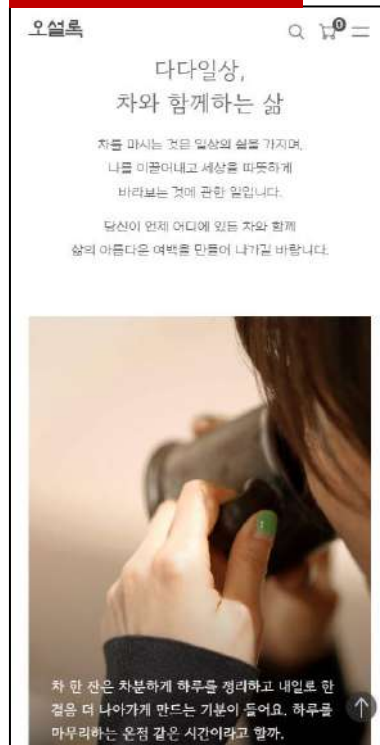 오설록
0
다다일상,
차와 함께하는 삶
차를 마시는 것은 일상의 쉼을 가지며,
나를 이끌어내고 세상을 따뜻하게
바라보는 것에 관한 일입니다.
당신이 언제 어디에 있든 차와 함께
삶의 아름다운 여백을 만들어 나가길 바랍니다.
차 한 잔은 차분하게 하루를 정리하고 내일로 한
걸음 더 나아가게 만드는 기분이 들어요. 하루를
마무리하는 온점 같은 시간이라고 할까.